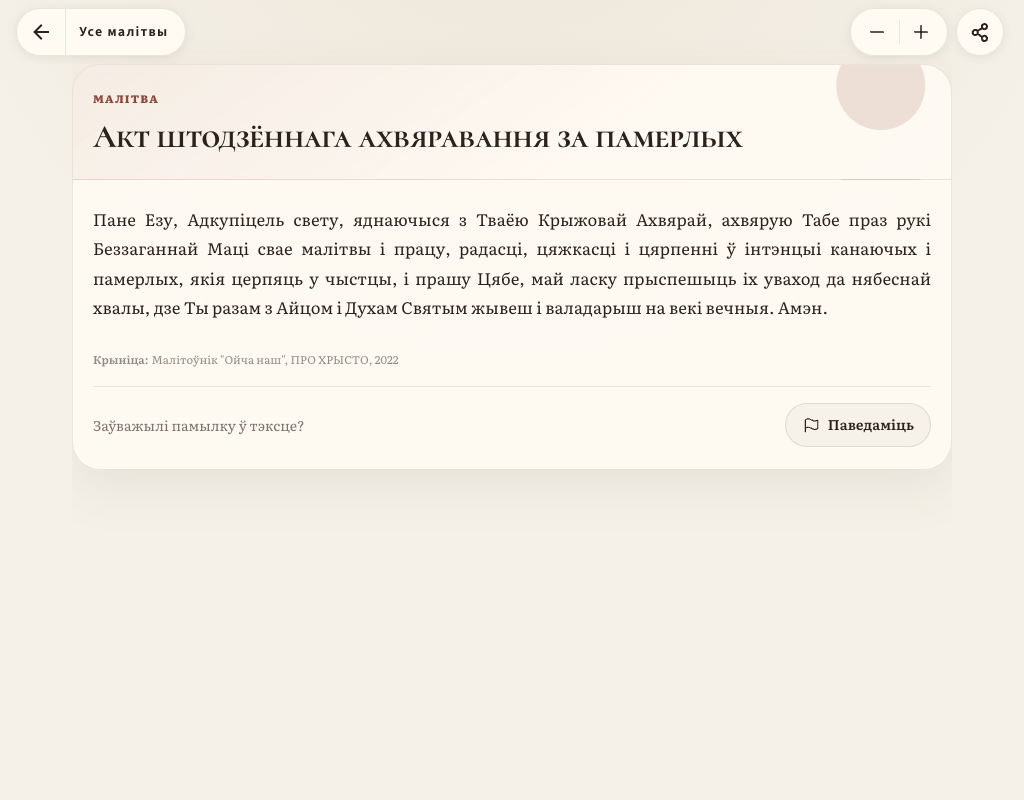 Усе малітвы
МАЛІТВА
Акт штодзённага ахвяравання за памерлых
Пане Езу, Адкупіцель свету, яднаючыся з Тваёю Крыжовай Ахвярай, ахвярую Табе праз рукі
Беззаганнай Маці свае малітвы і працу, радасці, цяжкасці і цярпенні ў інтэнцыі канаючых і
памерлых, якія церпяць у чыстцы, і прашу Цябе, май ласку прыспешыць іх уваход да нябеснай
хвалы, дзе Ты разам з Айцом і Духам Святым жывеш і валадарыш на векі вечныя. Амэн.
Крыніца: Малітоўнік "Ойча наш", ПРО ХРЫСТО, 2022
Заўважылі памылку ў тэксце?
Паведаміць